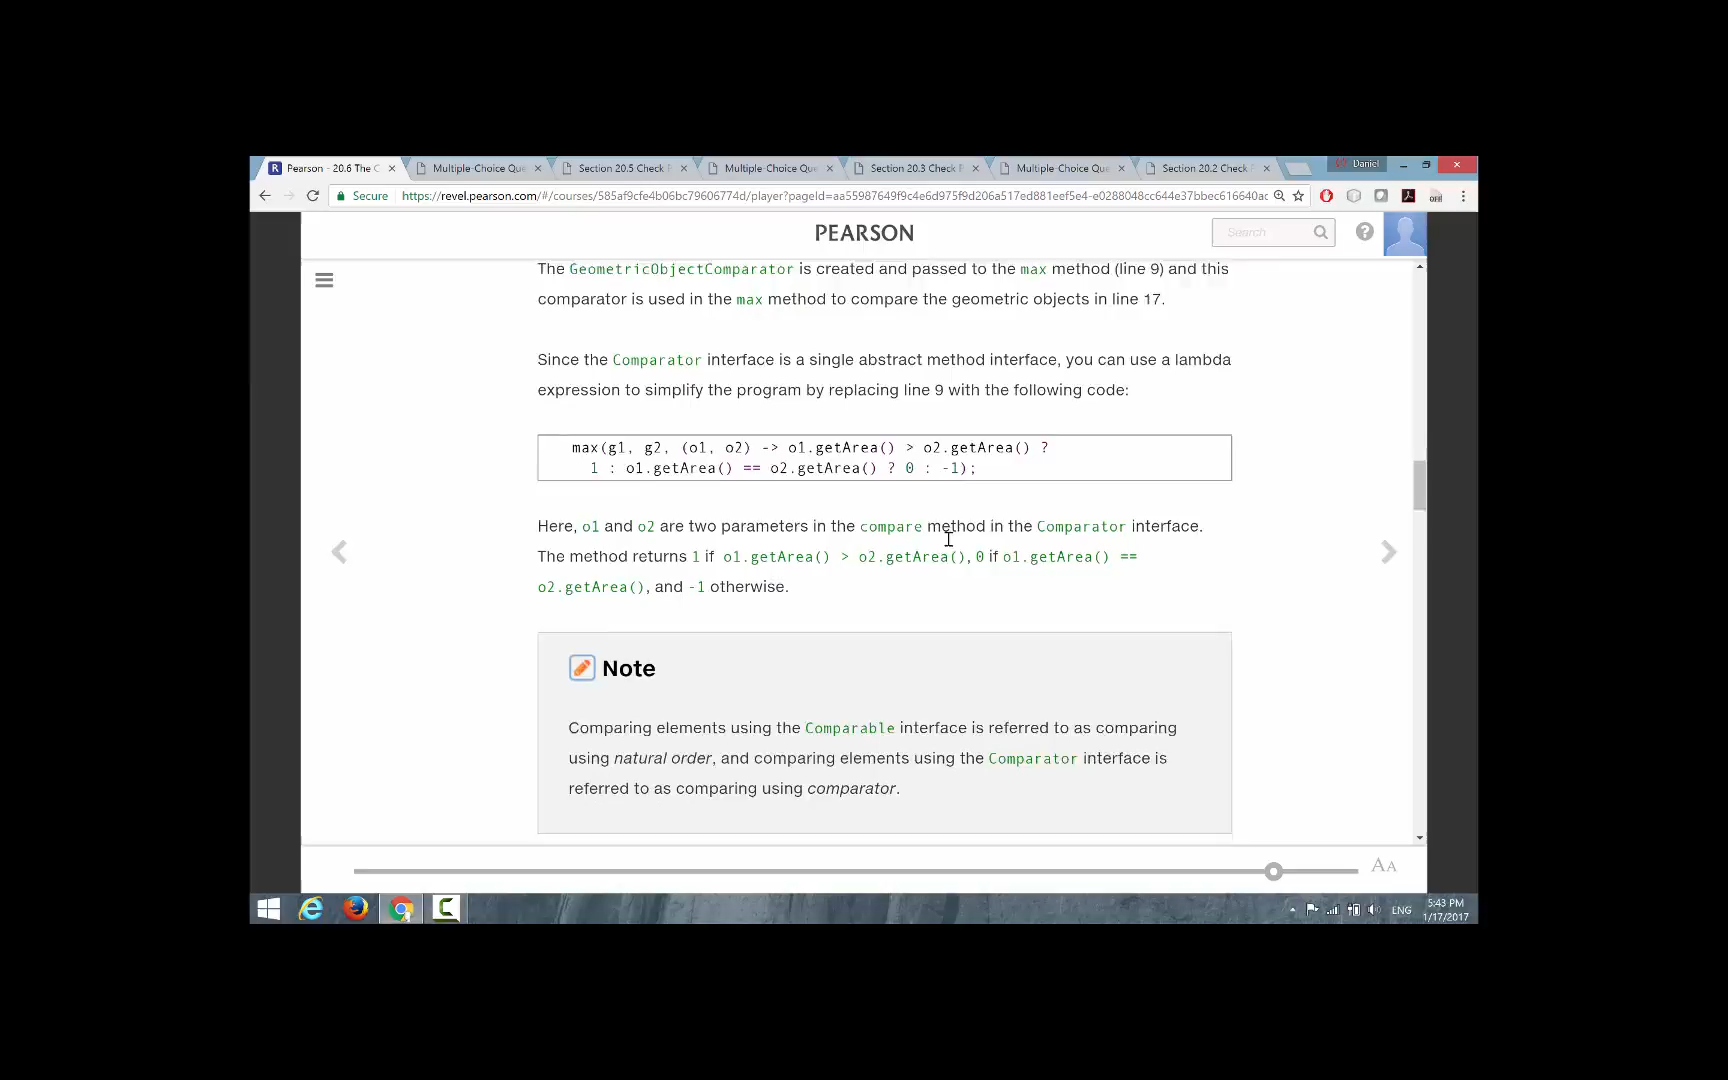 Pearson - 20.6 The C
Multiple-Choice Que
Section 20.5 Check P
Multiple-Choice Que
Section 20.3 Check P
Multiple-Choice Que
Section 20.2 Check P
Daniel
Secure
https://revel.pearson.com/#/courses/585af9cfe4b06bc79606774d/player?pageId=aa55987649f9c4e6d975f9d206a517ed881eef5e4-e0288048cc644e37bbec616640ac
PEARSON
Search
The GeometricObjectComparator is created and passed to the max method (line 9) and this
comparator is used in the max method to compare the geometric objects in line 17.
Since the Comparator interface is a single abstract method interface, you can use a lambda
expression to simplify the program by replacing line 9 with the following code:
max(g1, g2, (o1, o2) -> o1.getArea() > o2.getArea() ?
1 : o1.getArea() == o2.getArea() ? 0 : -1);
Here, o1 and o2 are two parameters in the compare method in the Comparator interface.
The method returns 1 if o1.getArea() > o2.getArea(), 0 if o1.getArea() ==
o2.getArea(), and -1 otherwise.
Note
Comparing elements using the Comparable interface is referred to as comparing
using natural order, and comparing elements using the Comparator interface is
referred to as comparing using comparator.
AA
ENG
5:43 PM
1/17/2017